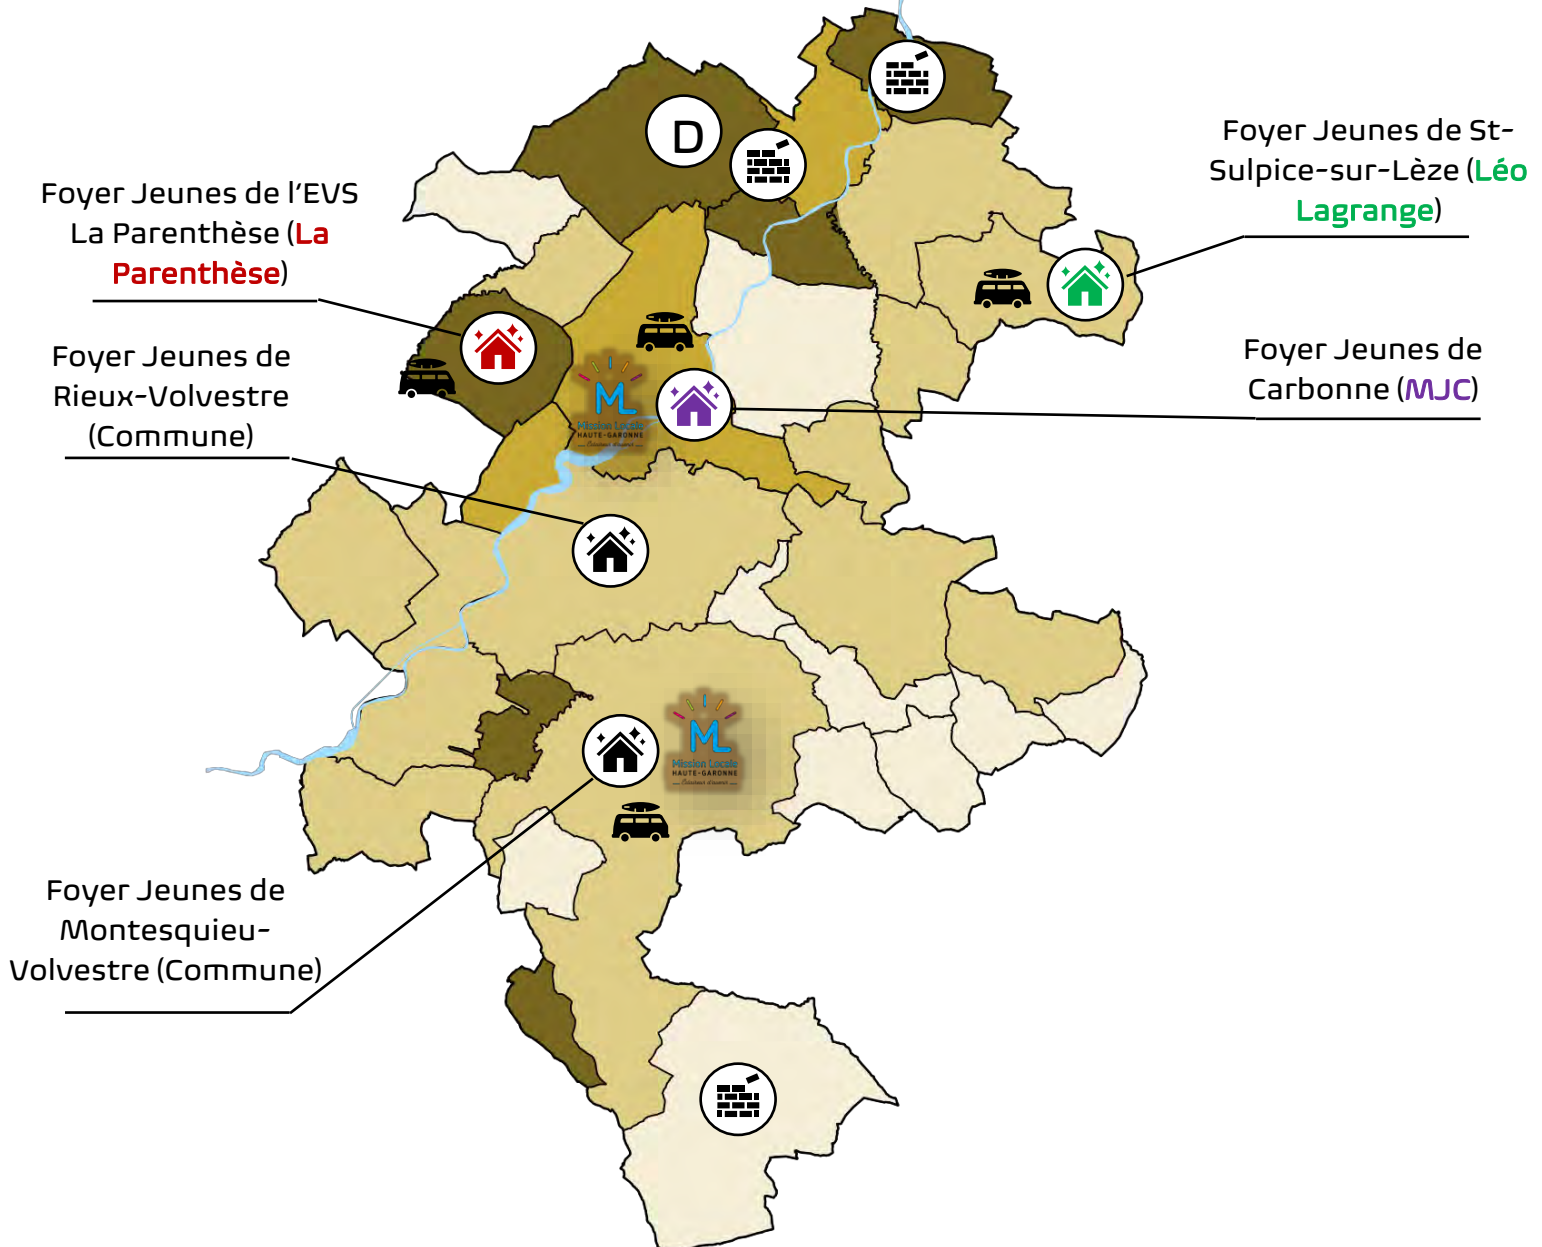 D
Foyer Jeunes de St-
Sulpice-sur-Lèze (Léo
Lagrange)
Foyer Jeunes de l'EVS
La Parenthèse (La
Parenthèse)
Foyer Jeunes de
Rieux-Volvestre
(Commune)
Foyer Jeunes de
Carbonne (MJC)
ML
Mission Locale
HAUTE-GARONNE
ML
Mission Locale
HAUTE-GARONNE
Foyer Jeunes de
Montesquieu-
Volvestre (Commune)